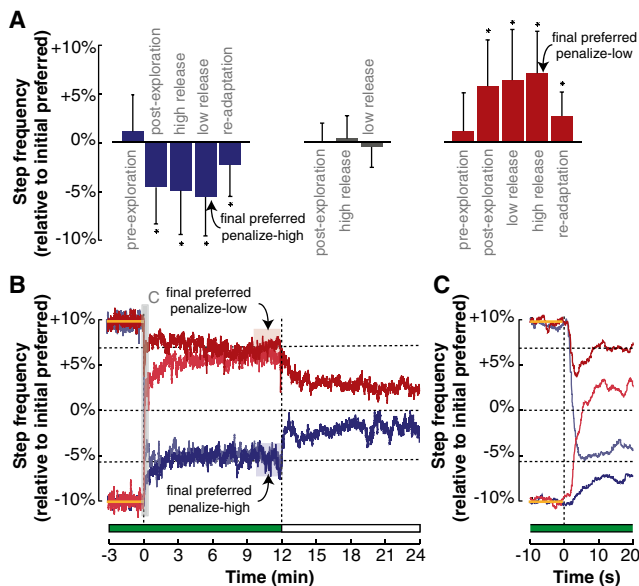 A
Step frequency
(relative to initial preferred)
+10%
+5%
0%
-5%
-10%
pre-exploration
post-exploration
high release
low release
re-adaptation
*
*
*
*
final preferred
penalize-high
post-exploration
high release
low release
pre-exploration
post-exploration
low release
high release
re-adaptation
*
*
*
*
final preferred
penalize-low
B
Step frequency
(relative to initial preferred)
+10%
+5%
0%
-5%
-10%
C
final preferred
penalize-low
final preferred
penalize-high
-3 0 3 6 9 12 15 18 21 24
Time (min)
C
Step frequency
(relative to initial preferred)
+10%
+5%
0%
-5%
-10%
-10 0 10 20
Time (s)